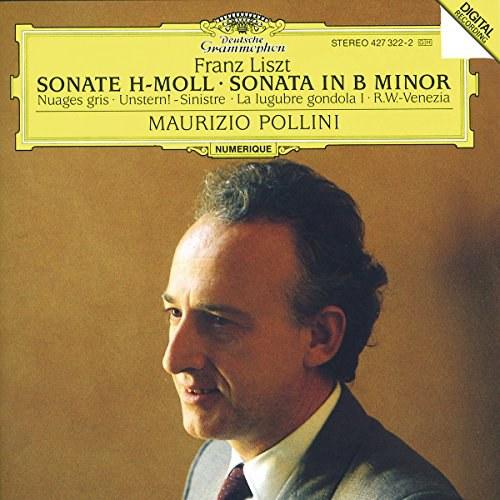 DIGITAL
RECORDING
Deutsche
Grammophon
STEREO 427 322-2 GH
Franz Liszt
SONATE H-MOLL · SONATA IN B MINOR
Nuages gris · Unstern! - Sinistre · La lugubre gondola I · R.W-Venezia
MAURIZIO POLLINI
NUMERIQUE